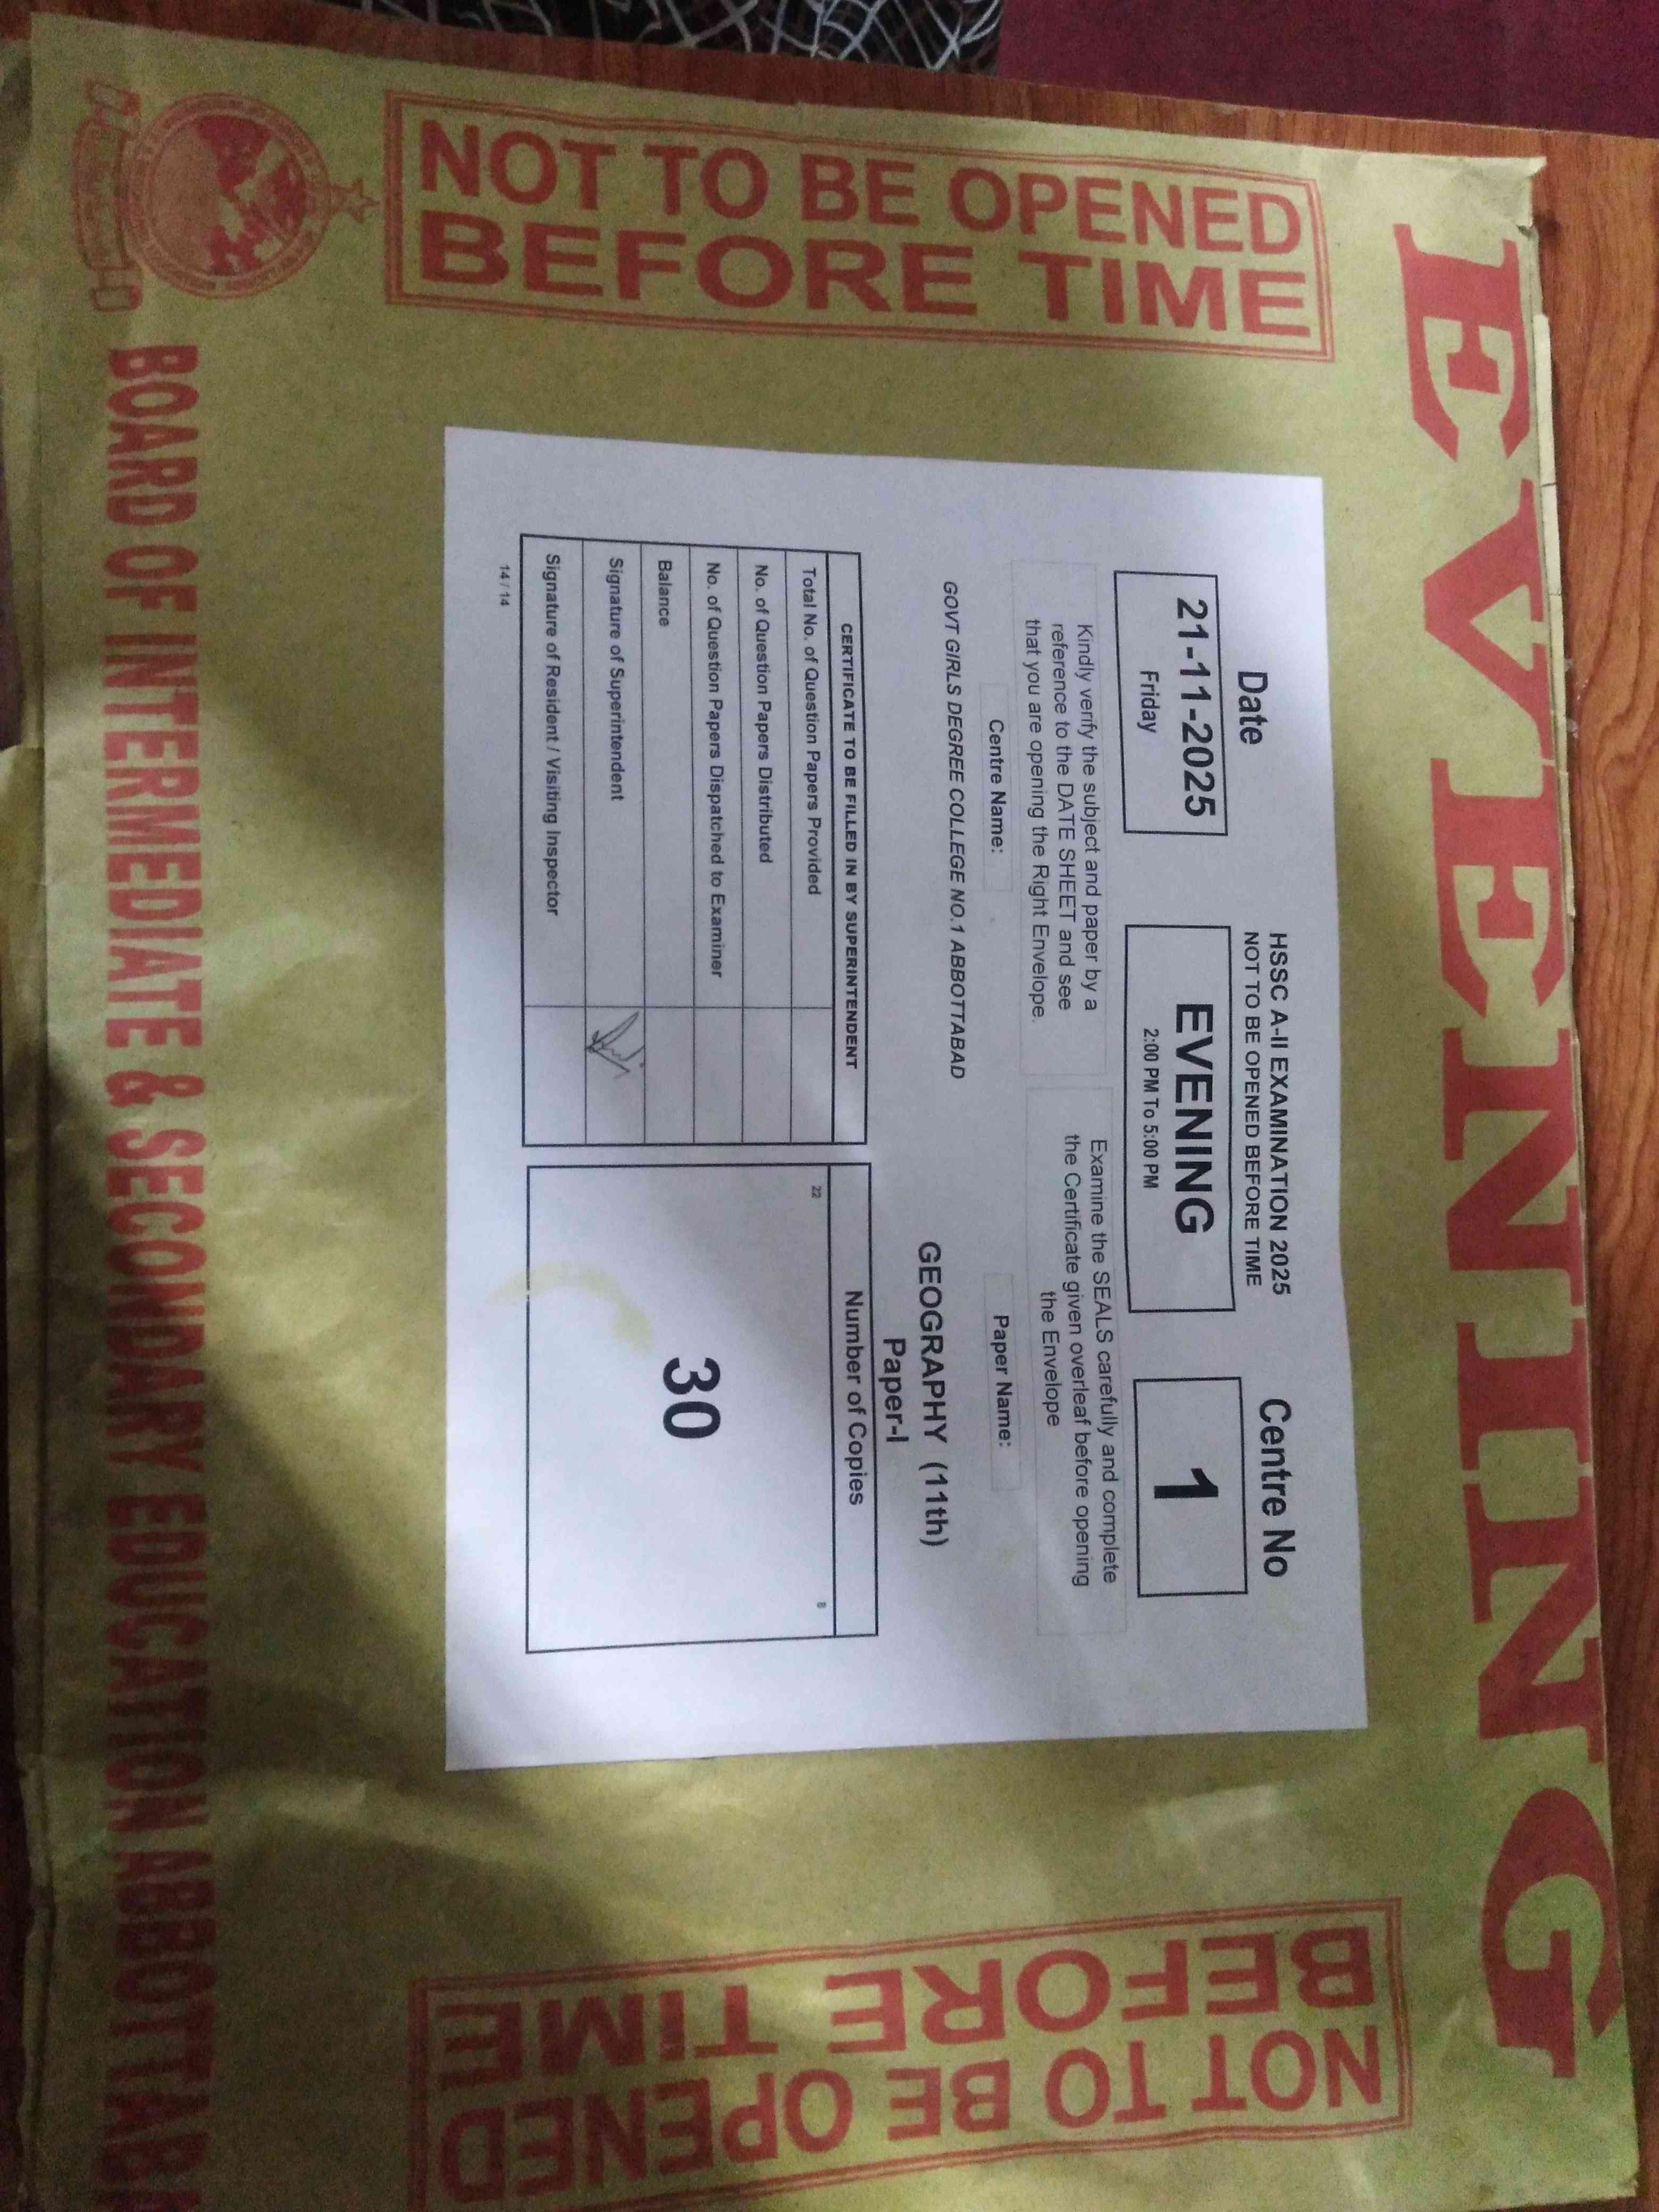 EVENING
NOT TO BE OPENED
BEFORE TIME
HSSC A-II EXAMINATION 2025
NOT TO BE OPENED BEFORE TIME
Date
21-11-2025
Friday
EVENING
2:00 PM To 5:00 PM
Centre No
1
Kindly verify the subject and paper by a
reference to the DATE SHEET and see
that you are opening the Right Envelope.
Examine the SEALS carefully and complete
the Certificate given overleaf before opening
the Envelope
Centre Name:
GOVT GIRLS DEGREE COLLEGE NO.1 ABBOTTABAD
Paper Name:
GEOGRAPHY (11th)
Paper-I
CERTIFICATE TO BE FILLED IN BY SUPERINTENDENT
Total No. of Question Papers Provided
No. of Question Papers Distributed
No. of Question Papers Dispatched to Examiner
Balance
Signature of Superintendent
Signature of Resident / Visiting Inspector
14 / 14
Number of Copies
22
30
NOT TO BE OPENED
BEFORE TIME
BOARD OF INTERMEDIATE & SECONDARY EDUCATION ABBOTTABA